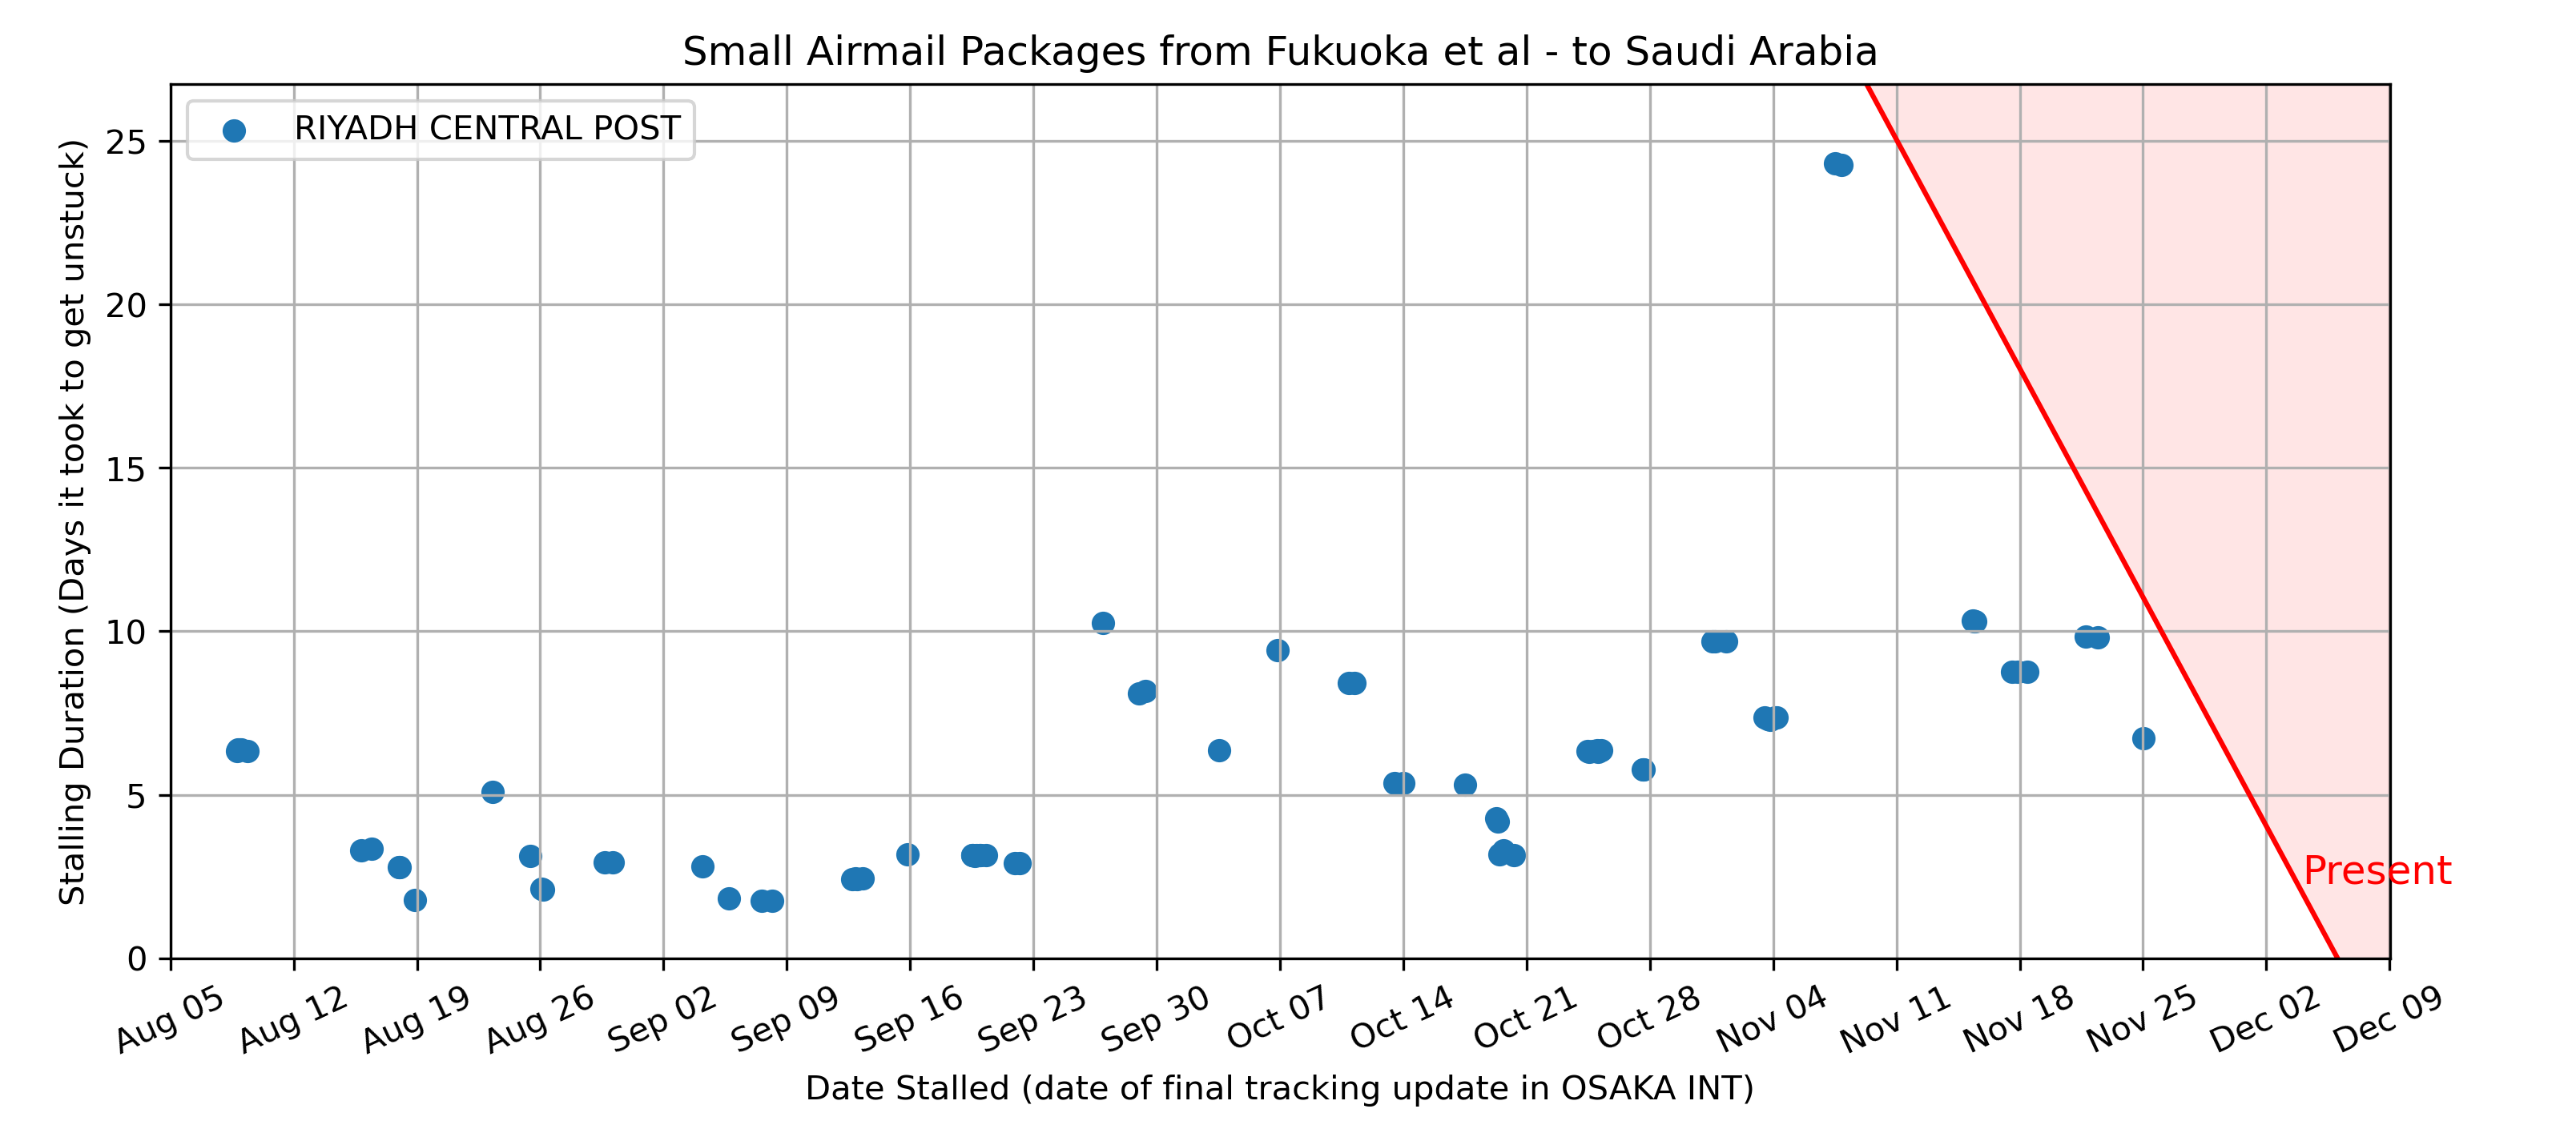 Small Airmail Packages from Fukuoka et al - to Saudi Arabia
RIYADH CENTRAL POST
Stalling Duration (Days it took to get unstuck)
25
20
15
10
5
0
Present
Aug 05
Aug 12
Aug 19
Aug 26
Sep 02
Sep 09
Sep 16
Sep 23
Sep 30
Oct 07
Oct 14
Oct 21
Oct 28
Nov 04
Nov 11
Nov 18
Nov 25
Dec 02
Dec 09
Date Stalled (date of final tracking update in OSAKA INT)